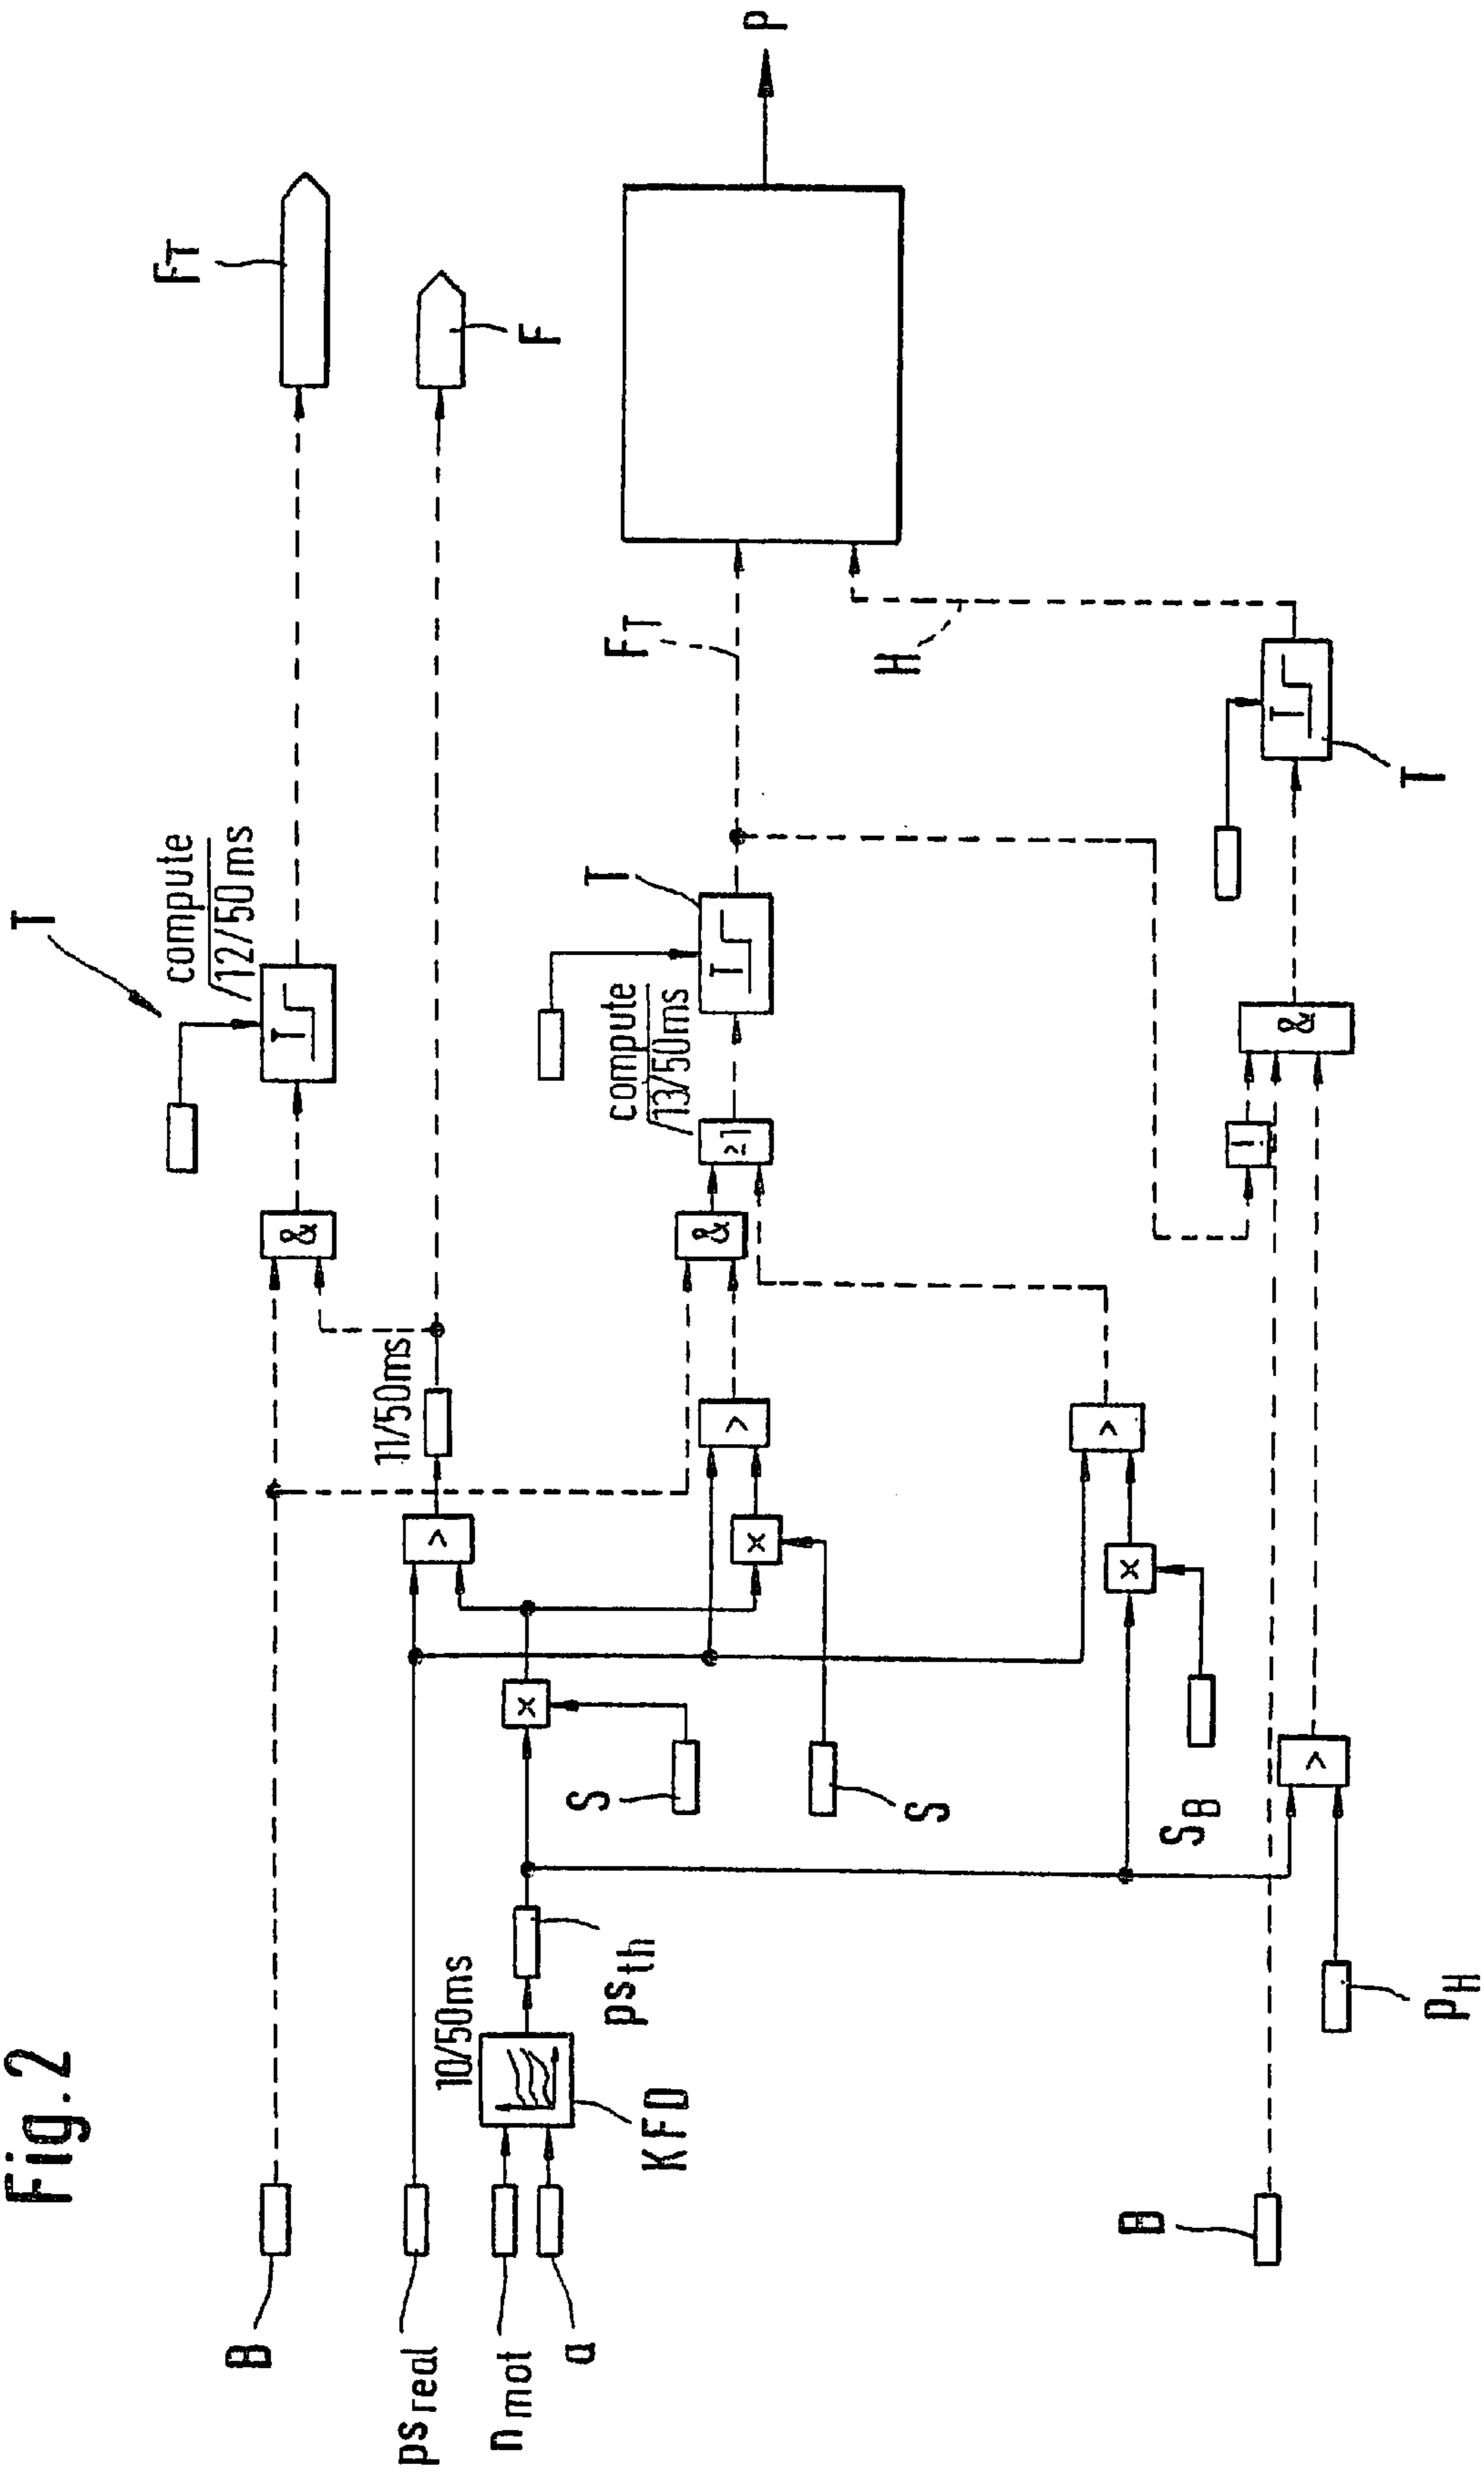 Fig.2
B
ps real
n mot
a
KFD
10/50ms
ps th
S
S
S B
B
p H
>
>
>
>
x
x
x
11/50ms
&
&
&
≥1
!
compute
/12/50ms
compute
/13/50ms
T
T
T
T
T
T
F T
F
F T
H
P